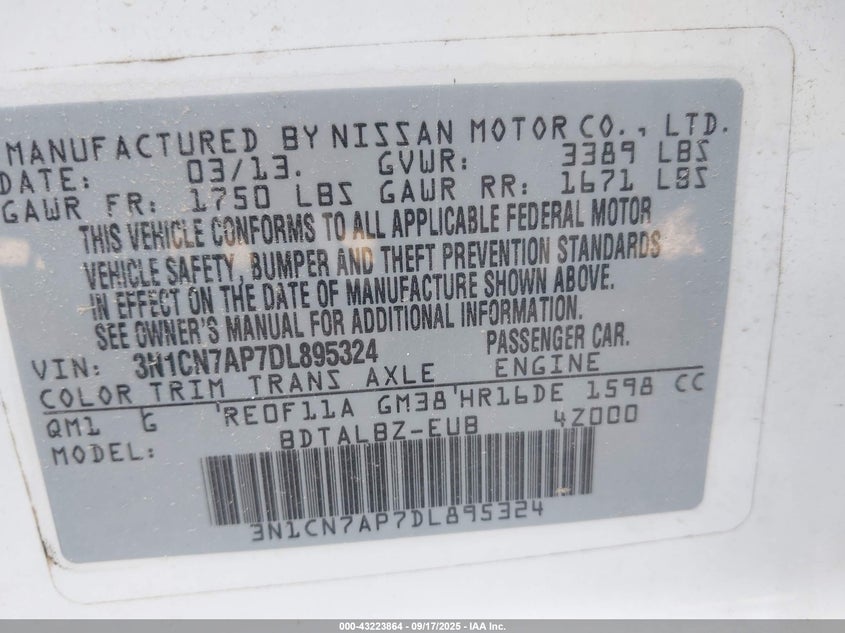 MANUFACTURED BY NISSAN MOTOR CO., LTD.
DATE: 03/13. GVWR: 3389 LBS
GAWR FR: 1750 LBS GAWR RR: 1671 LBS
THIS VEHICLE CONFORMS TO ALL APPLICABLE FEDERAL MOTOR
VEHICLE SAFETY, BUMPER AND THEFT PREVENTION STANDARDS
IN EFFECT ON THE DATE OF MANUFACTURE SHOWN ABOVE.
SEE OWNER'S MANUAL FOR ADDITIONAL INFORMATION.
VIN: 3N1CN7AP7DL895324 PASSENGER CAR.
COLOR TRIM TRANS AXLE ENGINE
QM1 G RE0F11A GM38 HR16DE 1598 CC
MODEL: BDTALBZ-EUB 4Z000
3N1CN7AP7DL895324
000-43223864 - 09/17/2025 - IAA Inc.